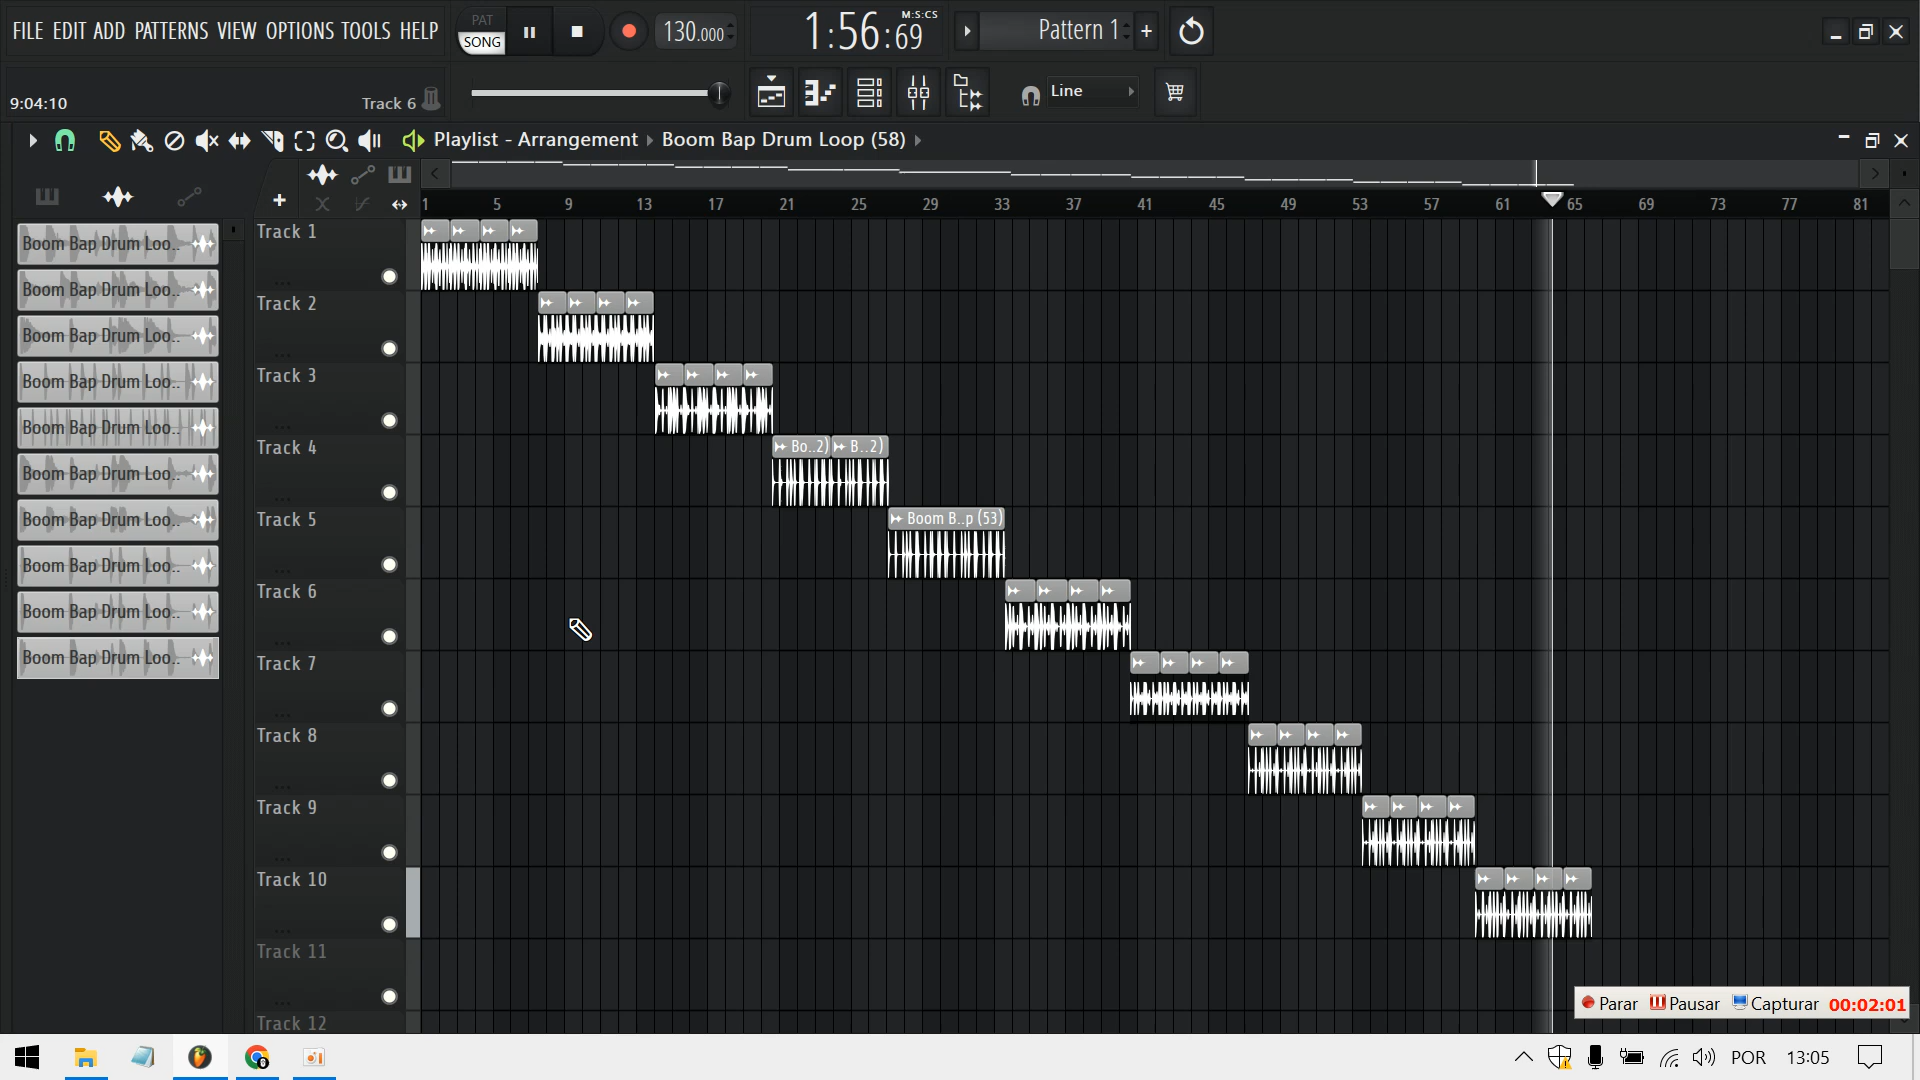 FILE EDIT ADD PATTERNS VIEW OPTIONS TOOLS HELP
PAT
SONG
130.000
1:56:69
M:S:CS
Pattern 1
+
9:04:10
Track 6
Line
Playlist - Arrangement
Boom Bap Drum Loop (58)
1 5 9 13 17 21 25 29 33 37 41 45 49 53 57 61 65 69 73 77 81
Boom Bap Drum Loo..
Boom Bap Drum Loo..
Boom Bap Drum Loo..
Boom Bap Drum Loo..
Boom Bap Drum Loo..
Boom Bap Drum Loo..
Boom Bap Drum Loo..
Boom Bap Drum Loo..
Boom Bap Drum Loo..
Boom Bap Drum Loo..
Track 1
Track 2
Track 3
Track 4
Bo..2)
B..2)
Track 5
Boom B..p (53)
Track 6
Track 7
Track 8
Track 9
Track 10
Track 11
Track 12
Parar Pausar Capturar 00:02:01
POR 13:05